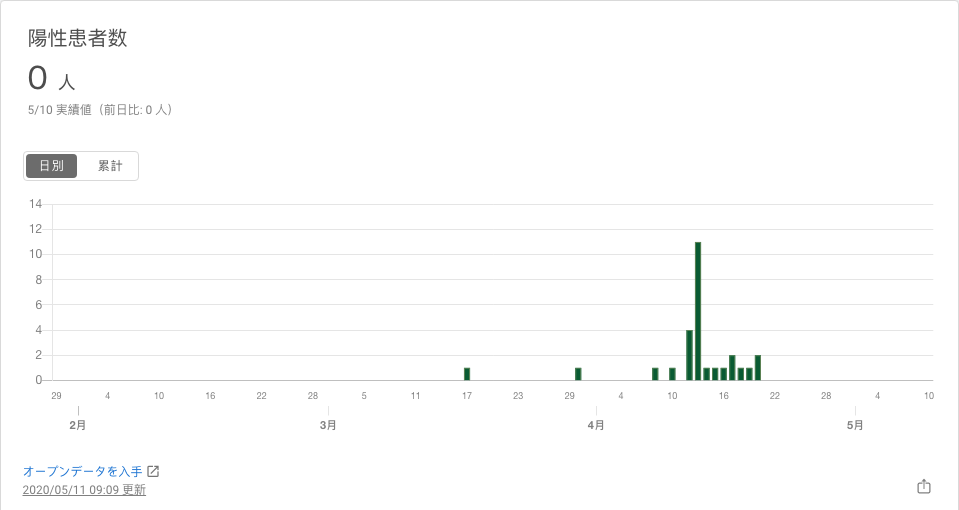 陽性患者数
0 人
5/10 実績値（前日比: 0 人）
日別 累計
14
12
10
8
6
4
2
0
29 4 10 16 22 28 5 11 17 23 29 4 10 16 22 28 4 10
2月 3月 4月 5月
オープンデータを入手
2020/05/11 09:09 更新